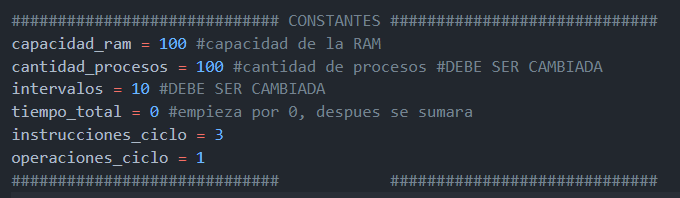 ############################# CONSTANTES #############################
capacidad_ram = 100 #capacidad de la RAM
cantidad_procesos = 100 #cantidad de procesos #DEBE SER CAMBIADA
intervalos = 10 #DEBE SER CAMBIADA
tiempo_total = 0 #empieza por 0, despues se sumara
instrucciones_ciclo = 3
operaciones_ciclo = 1
#############################            #############################